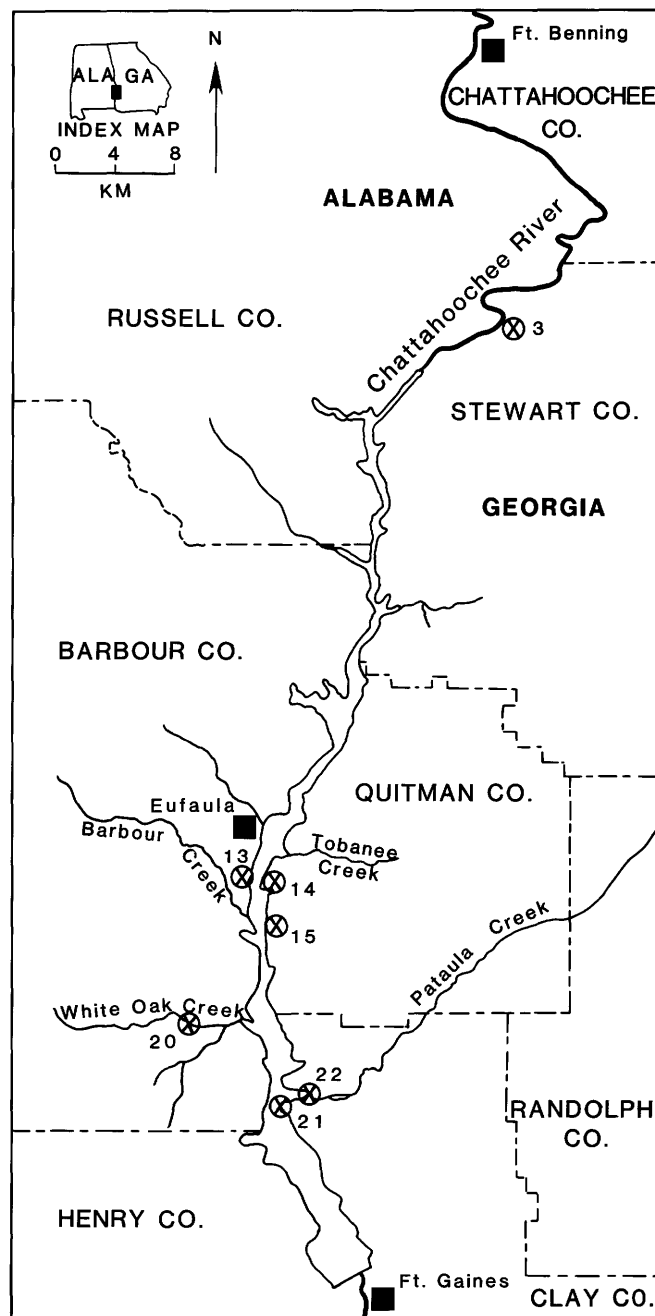 Ft. Benning
N
ALA GA
CHATTAHOOCHEE
CO.
INDEX MAP
0 4 8
KM
ALABAMA
Chattahoochee River
RUSSELL CO.
3
STEWART CO.
GEORGIA
BARBOUR CO.
QUITMAN CO.
Eufaula
Barbour
Creek
Tobanee
Creek
13
14
15
Pataula Creek
White Oak Creek
20
22
21
RANDOLPH
CO.
HENRY CO.
Ft. Gaines
CLAY CO.